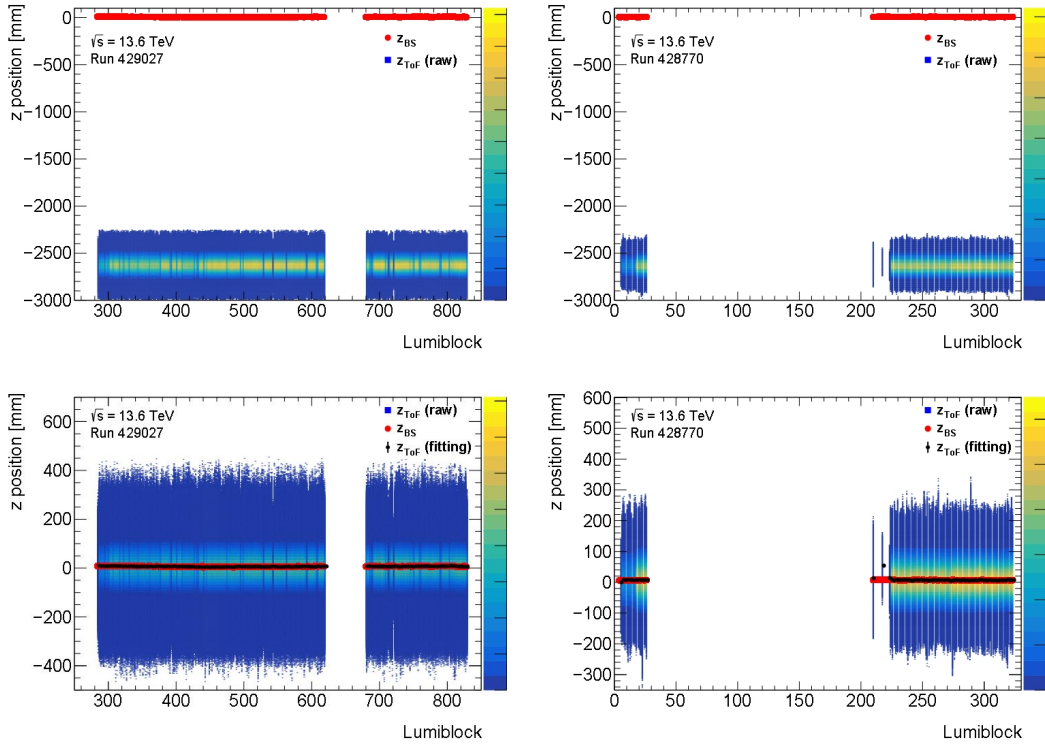 z position [mm]
0
−500
−1000
−1500
−2000
−2500
−3000
√s = 13.6 TeV
Run 429027
z_BS
z_ToF (raw)
300 400 500 600 700 800
Lumiblock
z position [mm]
0
−500
−1000
−1500
−2000
−2500
−3000
√s = 13.6 TeV
Run 428770
z_BS
z_ToF (raw)
0 50 100 150 200 250 300
Lumiblock
z position [mm]
600
400
200
0
−200
−400
√s = 13.6 TeV
Run 429027
z_ToF (raw)
z_BS
z_ToF (fitting)
300 400 500 600 700 800
Lumiblock
z position [mm]
600
500
400
300
200
100
0
−100
−200
−300
√s = 13.6 TeV
Run 428770
z_ToF (raw)
z_BS
z_ToF (fitting)
0 50 100 150 200 250 300
Lumiblock